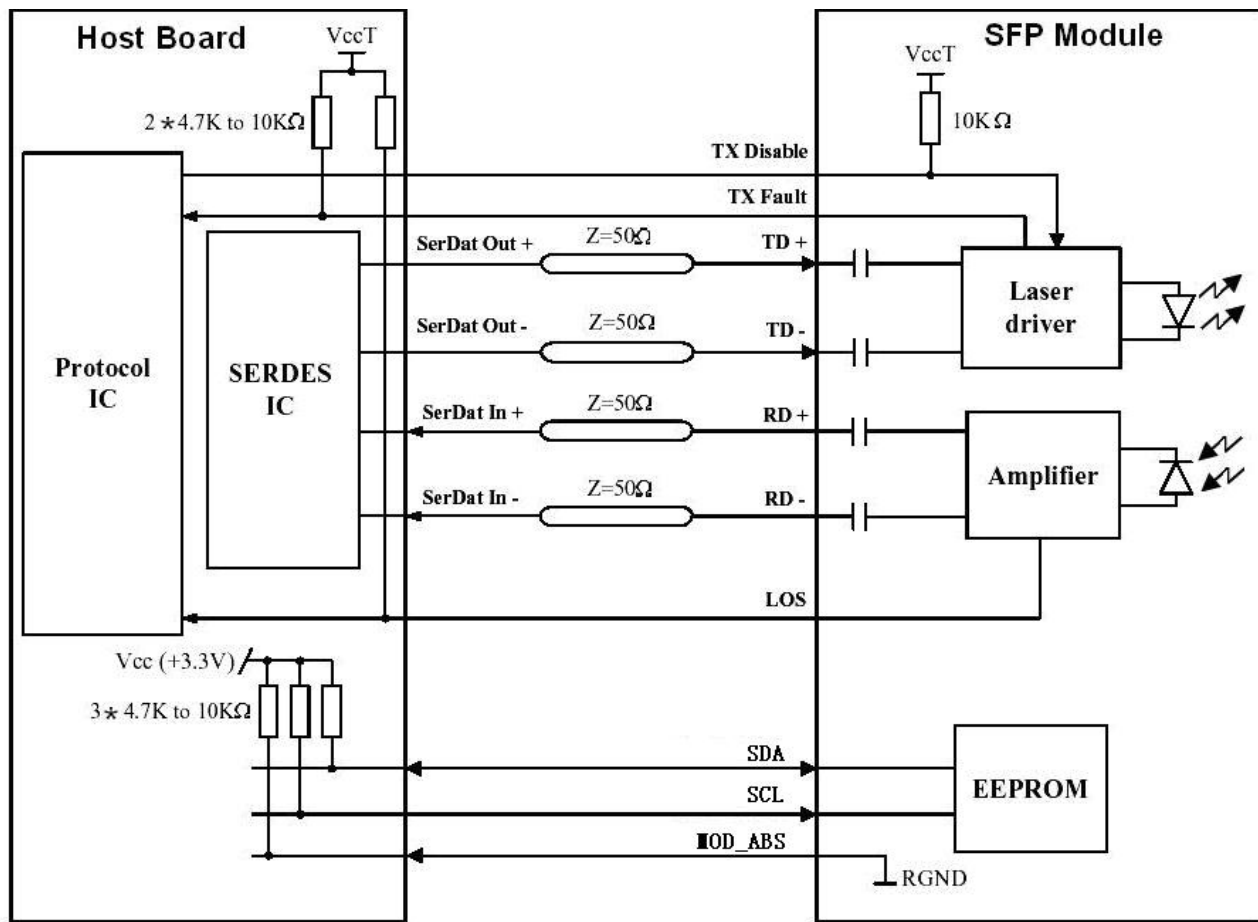 Host Board
SFP Module
VccT
VccT
2*4.7K to 10KΩ
10KΩ
TX Disable
TX Fault
SerDat Out +
Z=50Ω
TD +
SerDat Out -
Z=50Ω
TD -
Laser
driver
Protocol
IC
SERDES
IC
SerDat In +
Z=50Ω
RD +
SerDat In -
Z=50Ω
RD -
Amplifier
LOS
Vcc (+3.3V)
3* 4.7K to 10KΩ
SDA
SCL
MOD_ABS
EEPROM
RGND